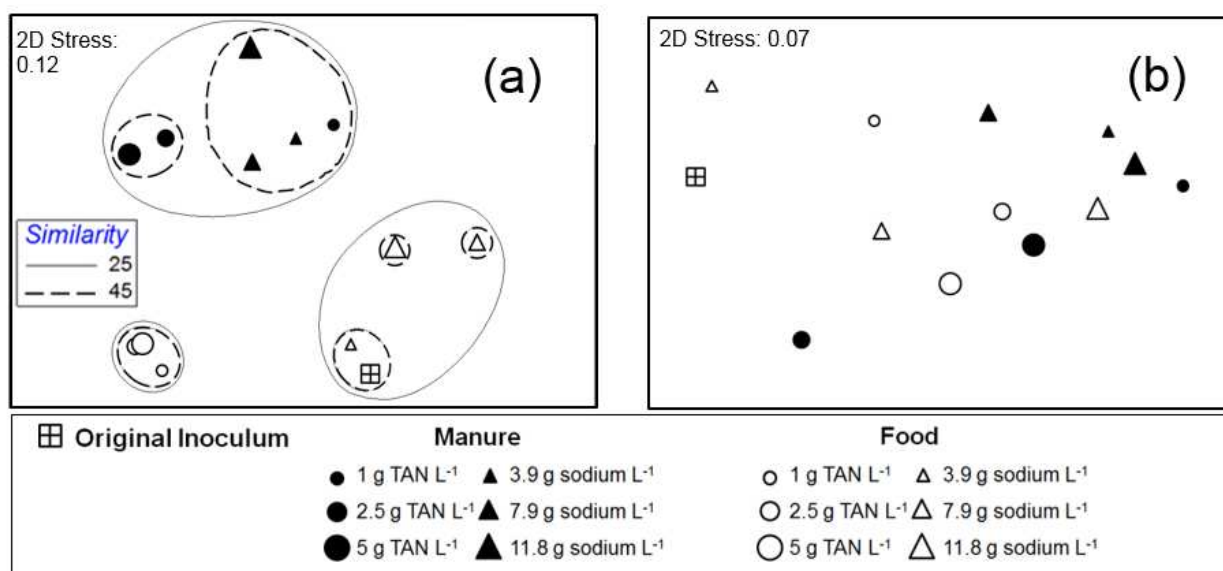 2D Stress:
0.12
(a)
Similarity
25
45
2D Stress: 0.07
(b)
Original Inoculum
Manure
Food
1 g TAN L⁻¹
3.9 g sodium L⁻¹
1 g TAN L⁻¹
3.9 g sodium L⁻¹
2.5 g TAN L⁻¹
7.9 g sodium L⁻¹
2.5 g TAN L⁻¹
7.9 g sodium L⁻¹
5 g TAN L⁻¹
11.8 g sodium L⁻¹
5 g TAN L⁻¹
11.8 g sodium L⁻¹